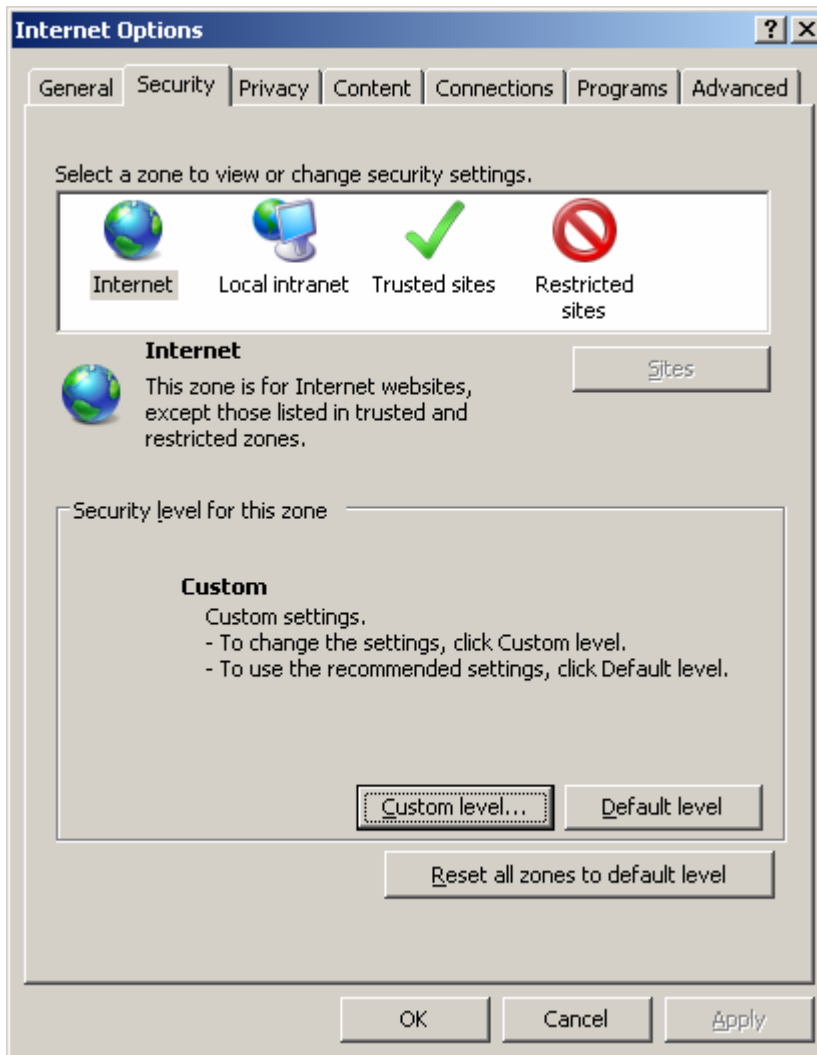 Internet Options
General Security Privacy Content Connections Programs Advanced
Select a zone to view or change security settings.
Internet Local intranet Trusted sites Restricted sites
Internet
Sites
This zone is for Internet websites,
except those listed in trusted and
restricted zones.
Security level for this zone
Custom
Custom settings.
- To change the settings, click Custom level.
- To use the recommended settings, click Default level.
Custom level... Default level
Reset all zones to default level
OK Cancel Apply